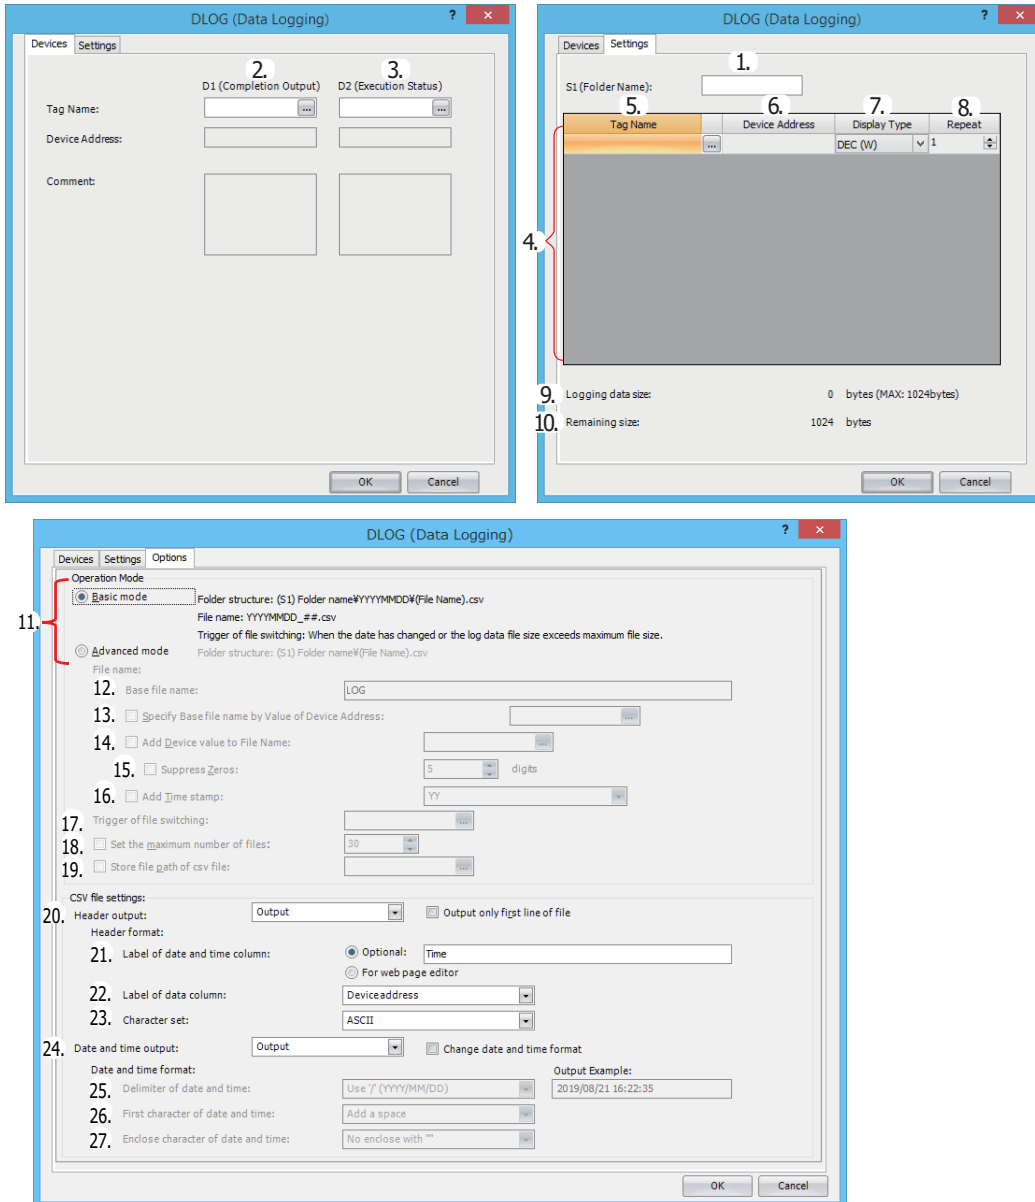 DLOG (Data Logging)
? ×
Devices Settings
2. 3.
D1 (Completion Output) D2 (Execution Status)
Tag Name: ... ...
Device Address:
Comment:
OK Cancel
DLOG (Data Logging)
? ×
Devices Settings
1.
S1 (Folder Name):
5. 6. 7. 8.
Tag Name Device Address Display Type Repeat
... DEC (W) 1
4.
9. Logging data size: 0 bytes (MAX: 1024bytes)
10. Remaining size: 1024 bytes
OK Cancel
DLOG (Data Logging)
? ×
Devices Settings Options
Operation Mode
11.
Basic mode Folder structure: (S1) Folder name¥YYYYMMDD¥(File Name).csv
File name: YYYYMMDD_##.csv
Trigger of file switching: When the date has changed or the log data file size exceeds maximum file size.
Advanced mode Folder structure: (S1) Folder name¥(File Name).csv
File name:
12. Base file name: LOG
13. Specify Base file name by Value of Device Address: ...
14. Add Device value to File Name: ...
15. Suppress Zeros: 5 digits
16. Add Time stamp: YY
17. Trigger of file switching: ...
18. Set the maximum number of files: 30
19. Store file path of csv file: ...
CSV file settings:
20. Header output: Output Output only first line of file
Header format:
21. Label of date and time column: Optional: Time
For web page editor
22. Label of data column: Device address
23. Character set: ASCII
24. Date and time output: Output Change date and time format
Date and time format: Output Example:
25. Delimiter of date and time: Use '/' (YYYY/MM/DD) 2019/08/21 16:22:35
26. First character of date and time: Add a space
27. Enclose character of date and time: No enclose with ""
OK Cancel